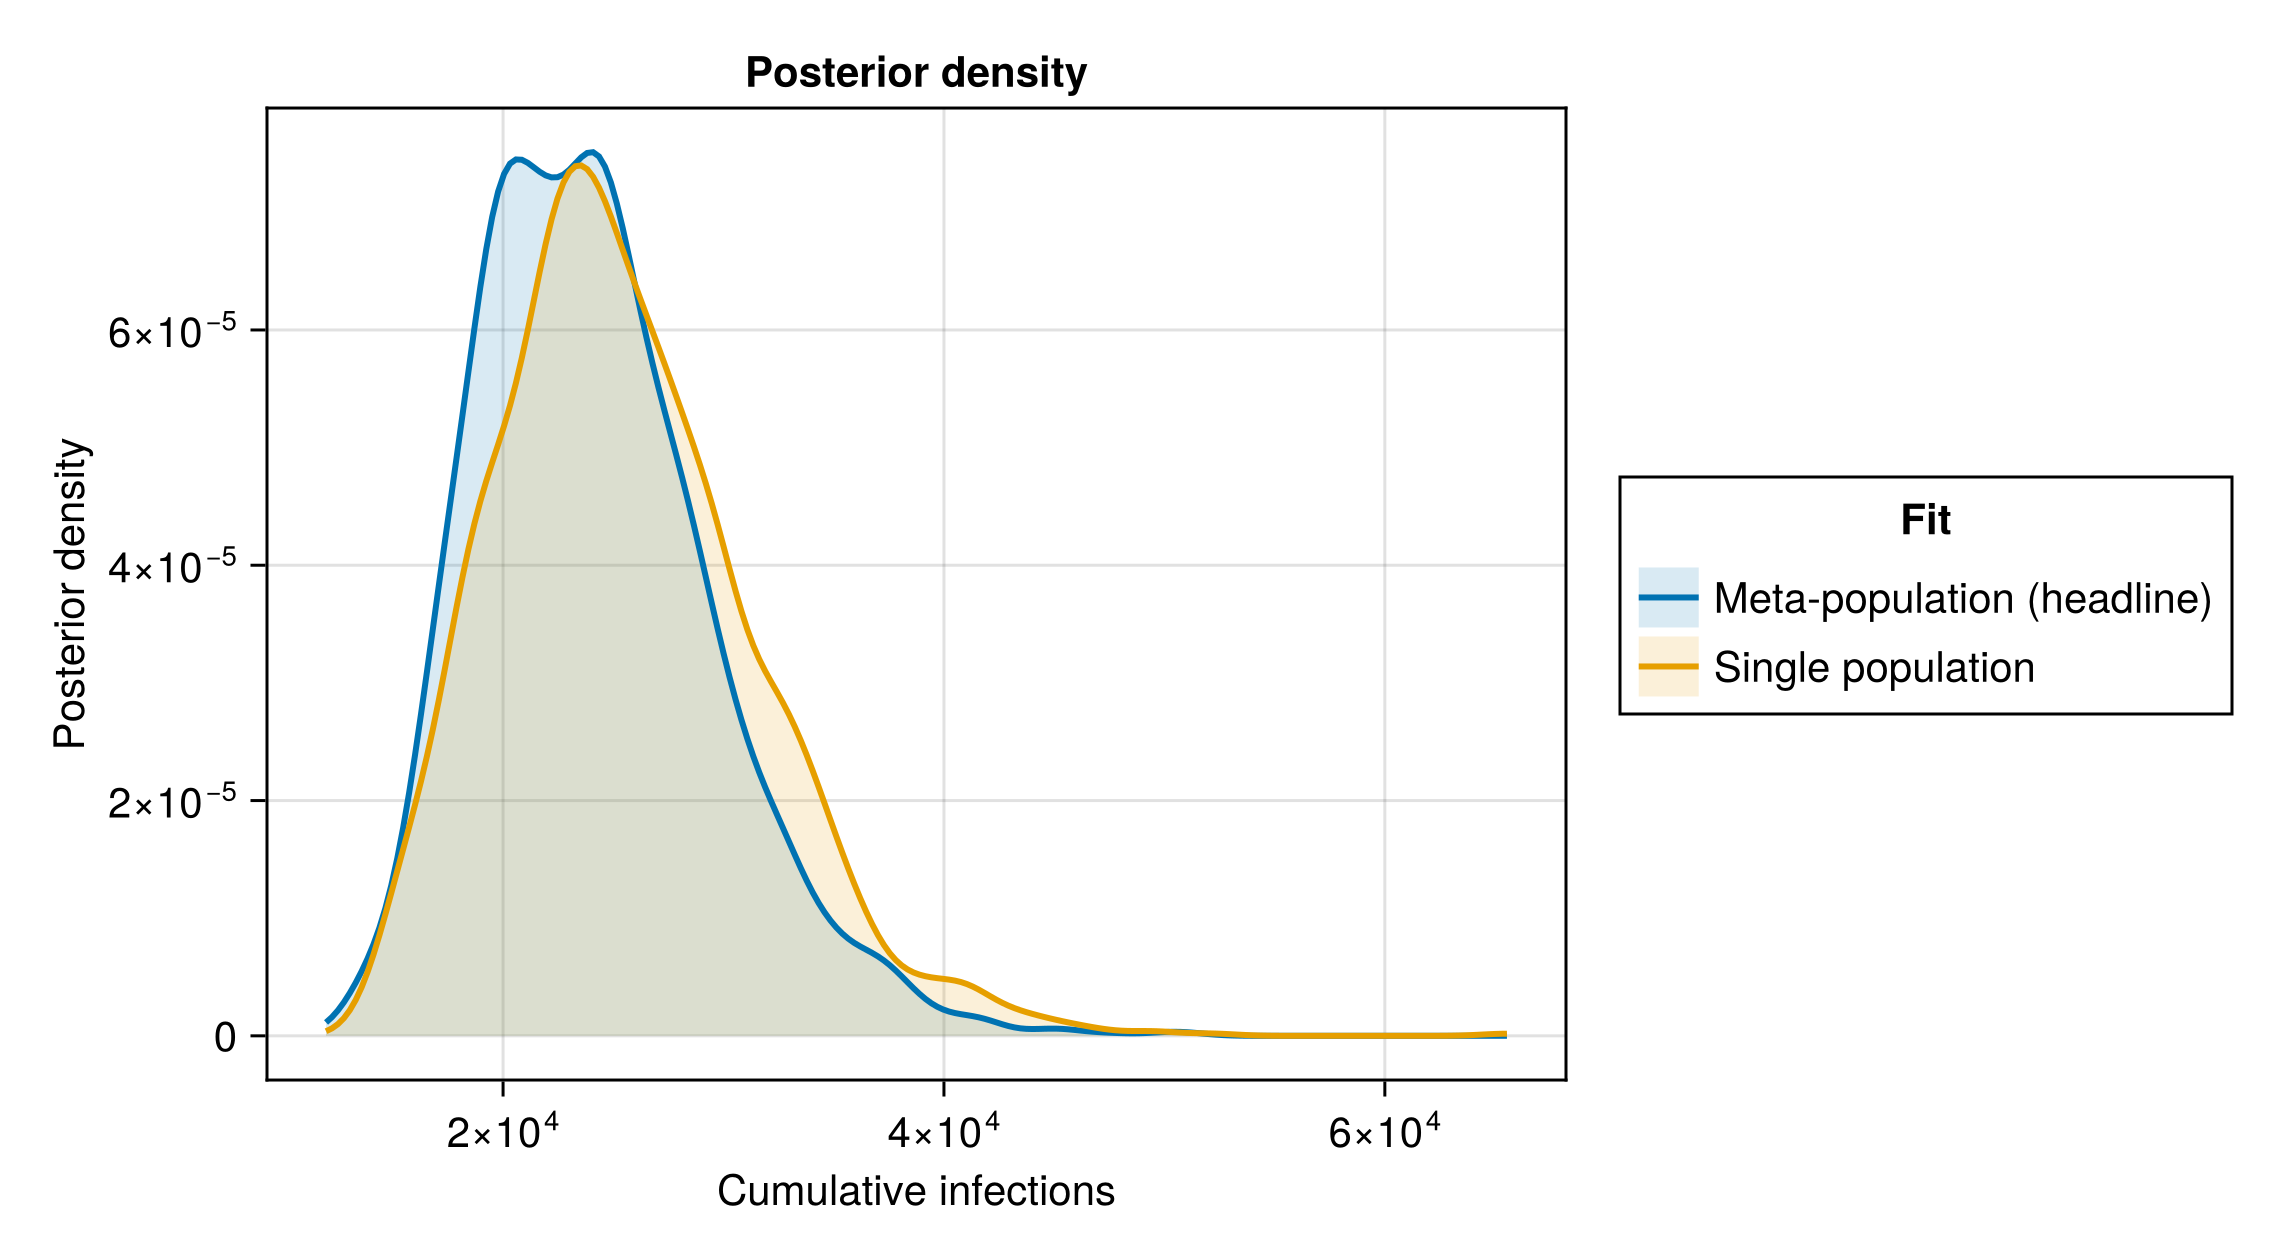 Posterior density
Posterior density
6×10⁻⁵
4×10⁻⁵
2×10⁻⁵
0
2×10⁴
4×10⁴
6×10⁴
Cumulative infections
Fit
Meta-population (headline)
Single population